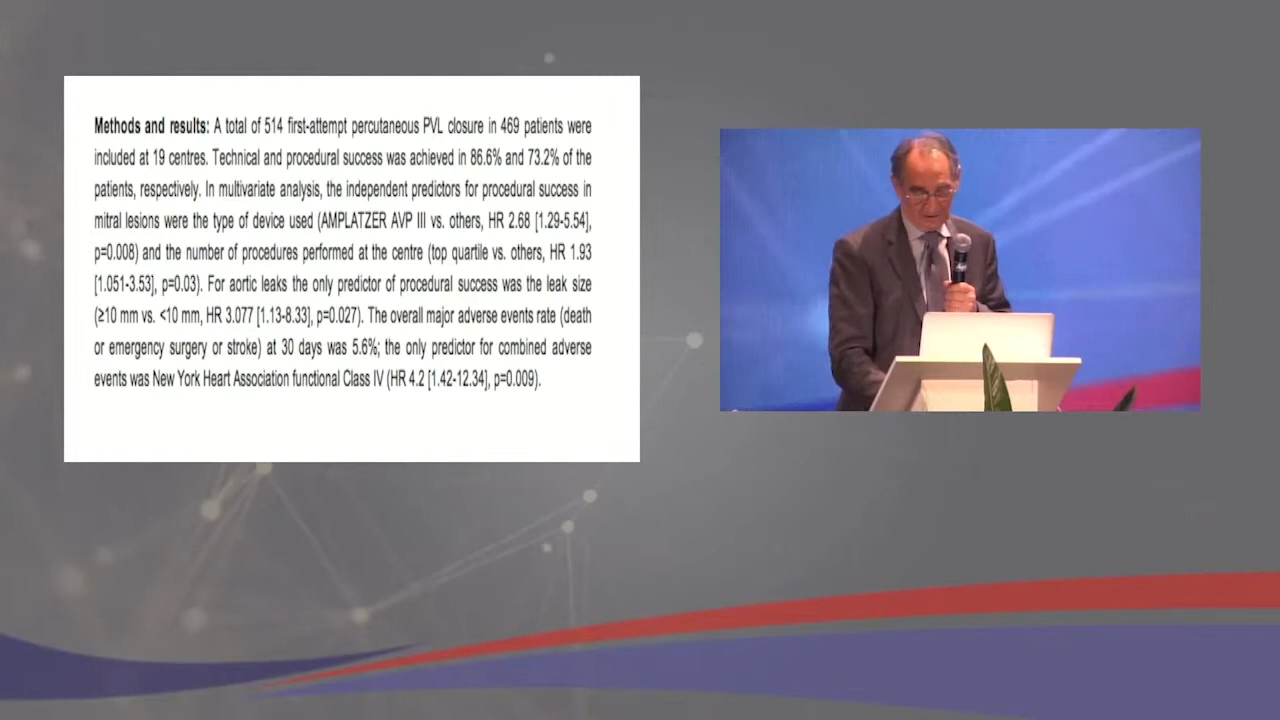 Methods and results: A total of 514 first-attempt percutaneous PVL closure in 469 patients were
included at 19 centres. Technical and procedural success was achieved in 86.6% and 73.2% of the
patients, respectively. In multivariate analysis, the independent predictors for procedural success in
mitral lesions were the type of device used (AMPLATZER AVP III vs. others, HR 2.68 [1.29-5.54],
p=0.008) and the number of procedures performed at the centre (top quartile vs. others, HR 1.93
[1.051-3.53], p=0.03). For aortic leaks the only predictor of procedural success was the leak size
(≥10 mm vs. <10 mm, HR 3.077 [1.13-8.33], p=0.027). The overall major adverse events rate (death
or emergency surgery or stroke) at 30 days was 5.6%; the only predictor for combined adverse
events was New York Heart Association functional Class IV (HR 4.2 [1.42-12.34], p=0.009).